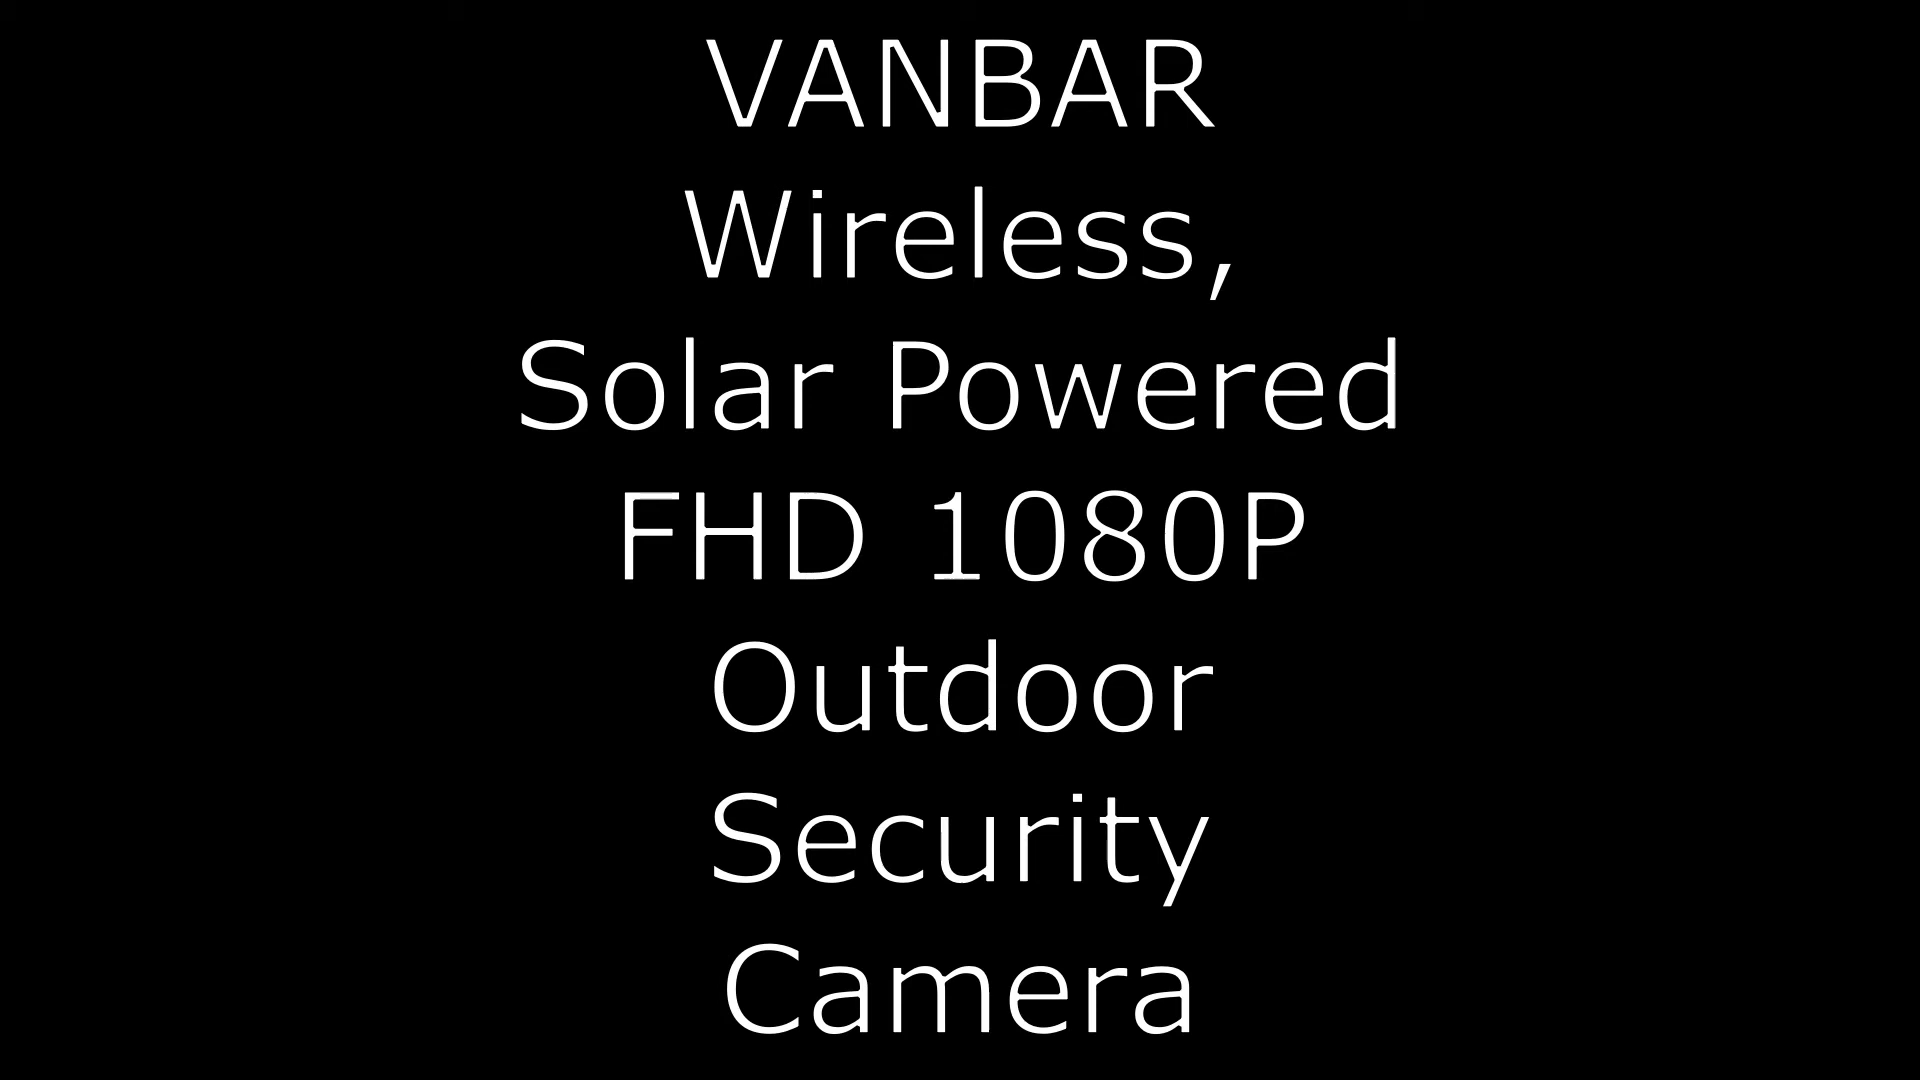 VANBAR
Wireless,
Solar Powered
FHD 1080P
Outdoor
Security
Camera